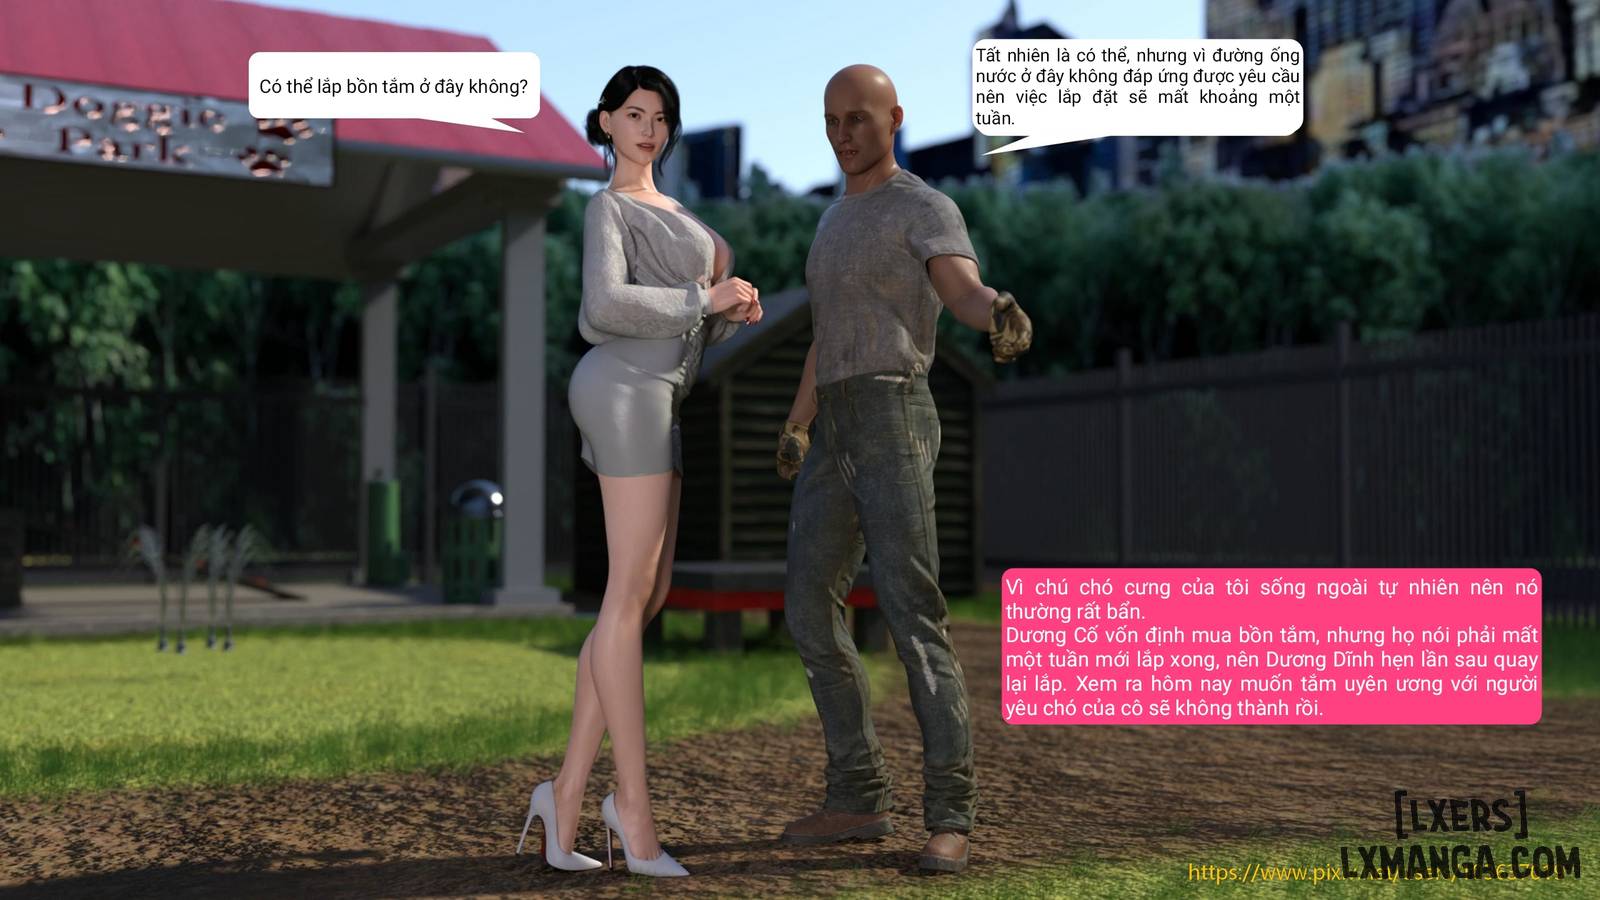 Doggie
Park
Có thể lắp bồn tắm ở đây không?
Tất nhiên là có thể, nhưng vì đường ống
nước ở đây không đáp ứng được yêu cầu
nên việc lắp đặt sẽ mất khoảng một
tuần.
Vì chú chó cưng của tôi sống ngoài tự nhiên nên nó
thường rất bẩn.
Dương Cố vốn định mua bồn tắm, nhưng họ nói phải mất
một tuần mới lắp xong, nên Dương Dĩnh hẹn lần sau quay
lại lắp. Xem ra hôm nay muốn tắm uyên ương với người
yêu chó của cô sẽ không thành rồi.
[LXERS]
LXMANGA.COM